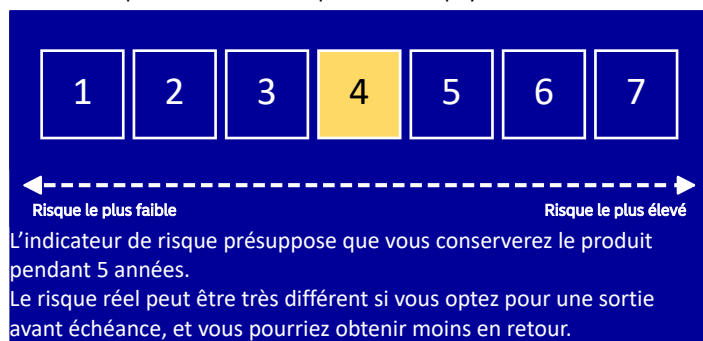 1 2 3 4 5 6 7
Risque le plus faible Risque le plus élevé
L'indicateur de risque présuppose que vous conserverez le produit
pendant 5 années.
Le risque réel peut être très différent si vous optez pour une sortie
avant échéance, et vous pourriez obtenir moins en retour.